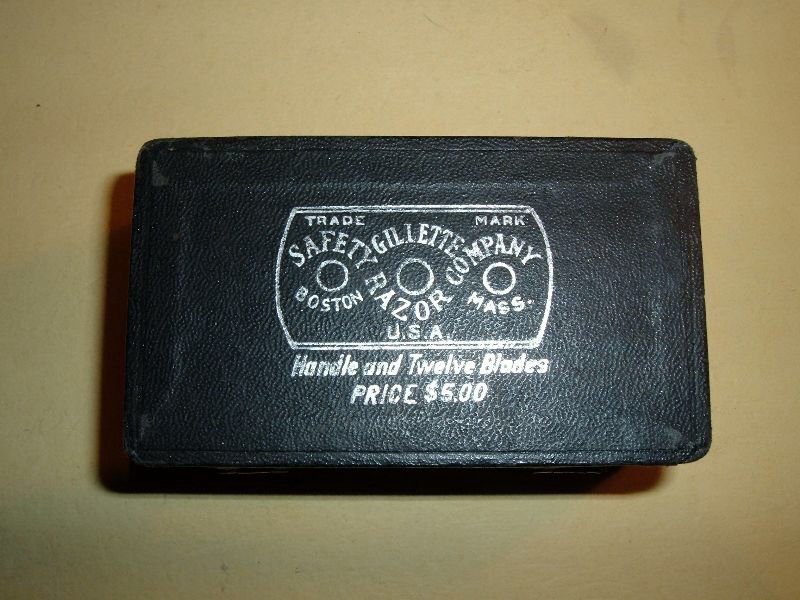 TRADE MARK
GILLETTE
SAFETY RAZOR COMPANY
BOSTON MASS.
U.S.A.
Handle and Twelve Blades
PRICE $5.00